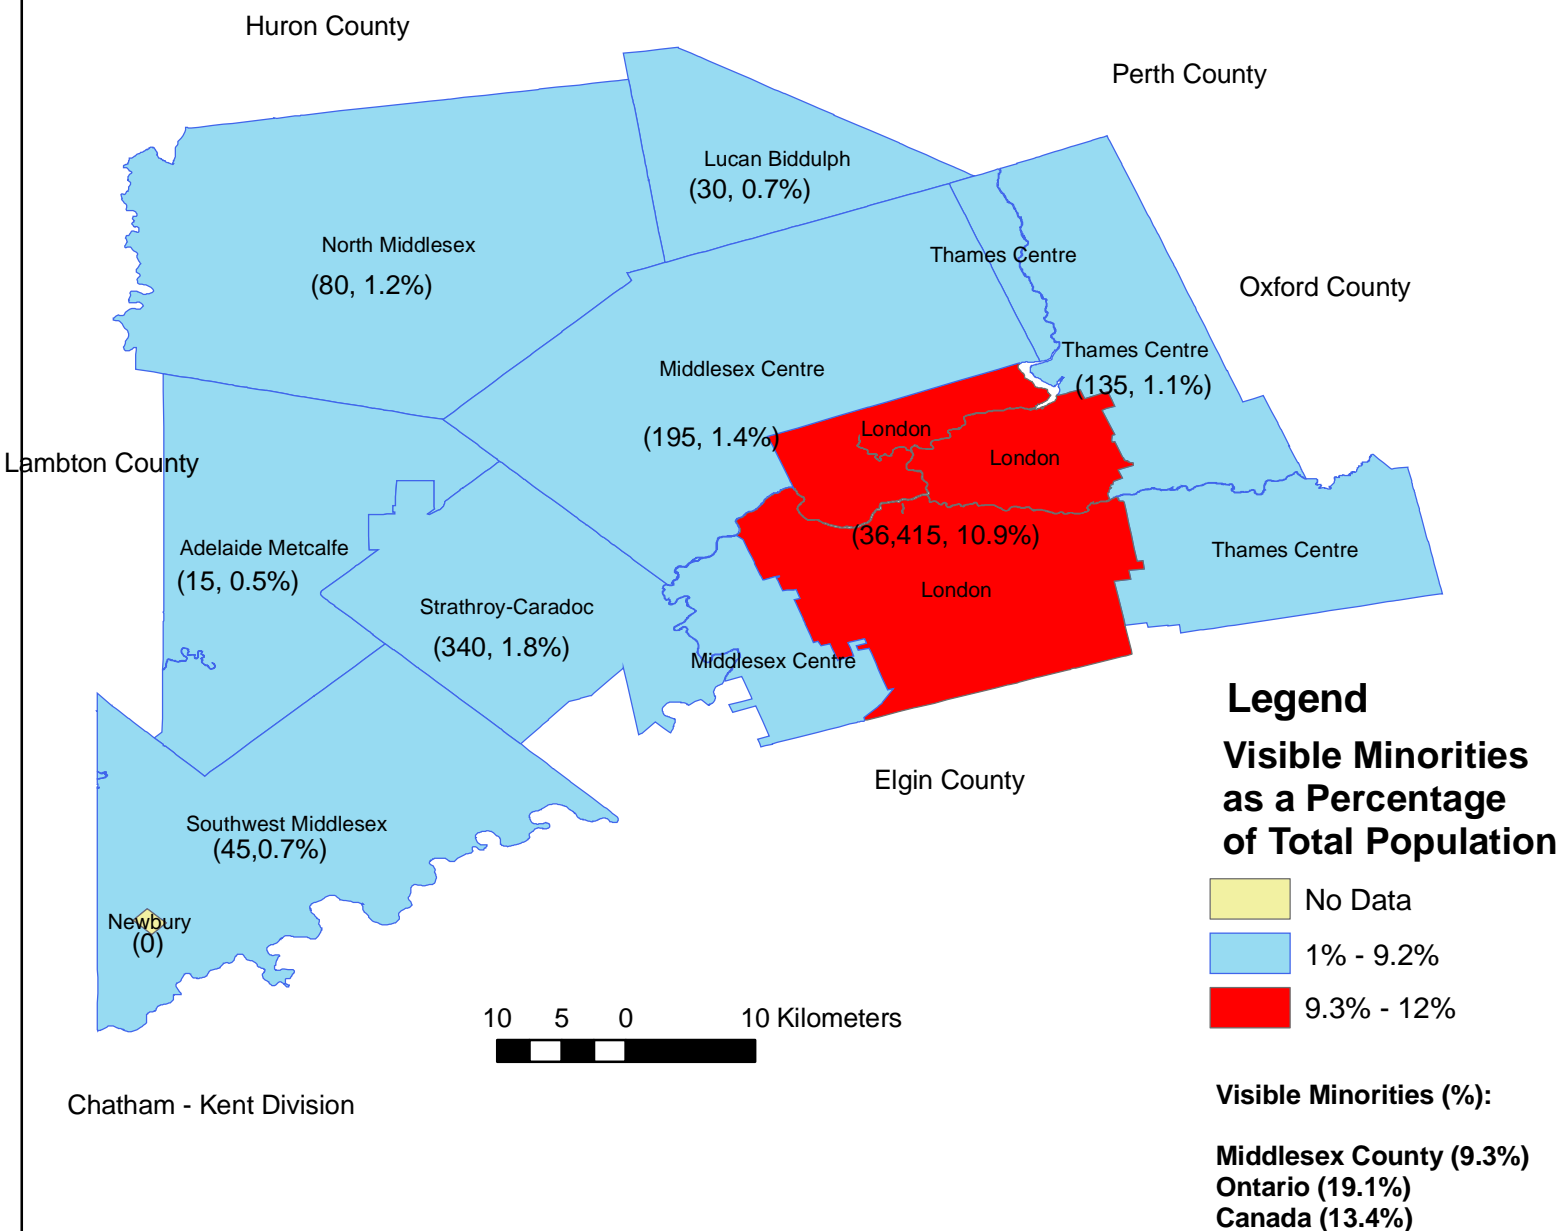 Huron County
Perth County
Lucan Biddulph
(30, 0.7%)
North Middlesex
(80, 1.2%)
Thames Centre
Oxford County
Thames Centre
(135, 1.1%)
Middlesex Centre
(195, 1.4%)
London
London
Lambton County
(36,415, 10.9%)
London
Thames Centre
Adelaide Metcalfe
(15, 0.5%)
Strathroy-Caradoc
(340, 1.8%)
Middlesex Centre
Elgin County
Southwest Middlesex
(45,0.7%)
Newbury
(0)
Legend
Visible Minorities
as a Percentage
of Total Population
No Data
1% - 9.2%
9.3% - 12%
10 5 0 10 Kilometers
Chatham - Kent Division
Visible Minorities (%):
Middlesex County (9.3%)
Ontario (19.1%)
Canada (13.4%)